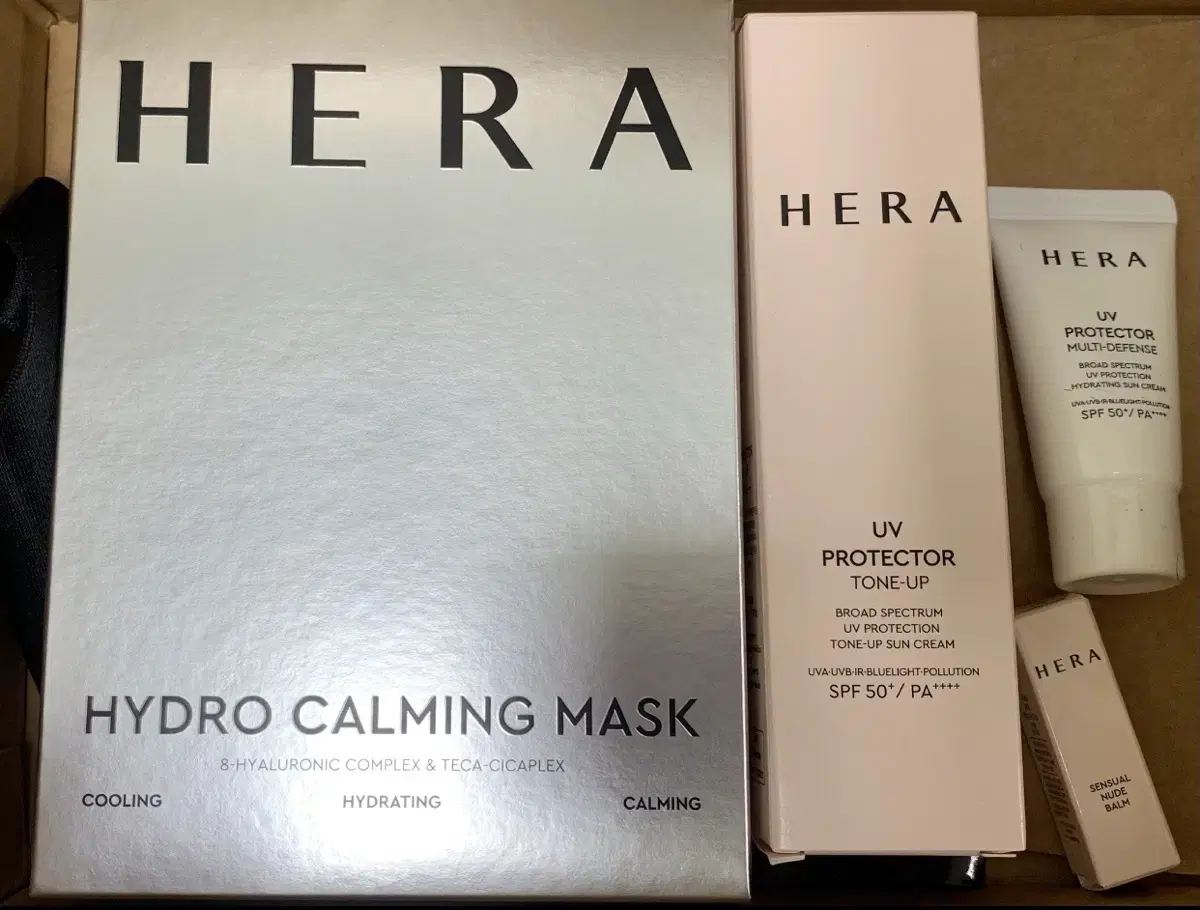 HERA
HYDRO CALMING MASK
8-HYALURONIC COMPLEX & TECA-CICAPLEX
COOLING HYDRATING CALMING
HERA
UV
PROTECTOR
TONE-UP
BROAD SPECTRUM
UV PROTECTION
TONE-UP SUN CREAM
UVA·UVB·IR·BLUELIGHT·POLLUTION
SPF 50+/ PA++++
HERA
UV
PROTECTOR
MULTI-DEFENSE
BROAD SPECTRUM
UV PROTECTION
HYDRATING SUN CREAM
UVA·UVB·IR·BLUELIGHT·POLLUTION
SPF 50+/ PA++++
HERA
SENSUAL
NUDE
BALM